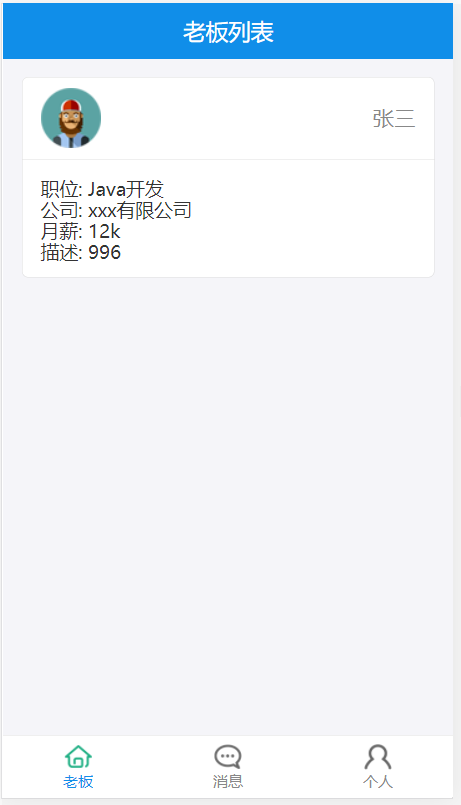 老板列表
张三
职位: Java开发
公司: xxx有限公司
月薪: 12k
描述: 996
老板
消息
个人